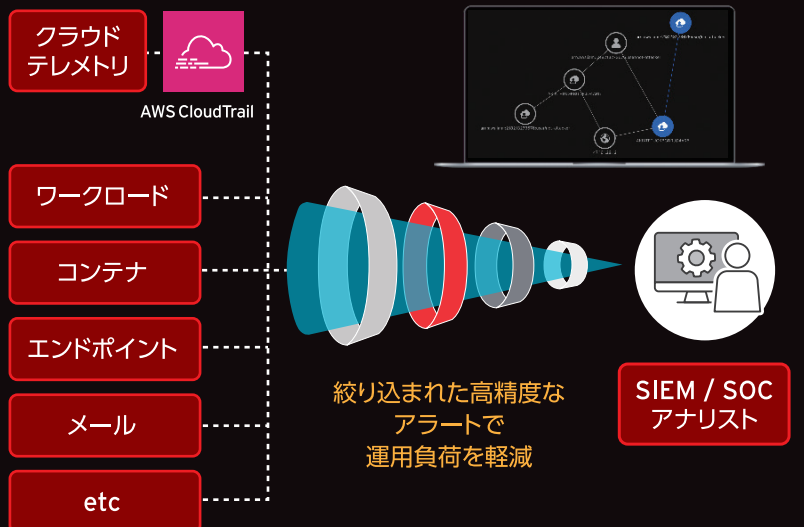 クラウド
テレメトリ
AWS CloudTrail
ワークロード
コンテナ
エンドポイント
メール
etc
絞り込まれた高精度な
アラートで
運用負荷を軽減
SIEM / SOC
アナリスト